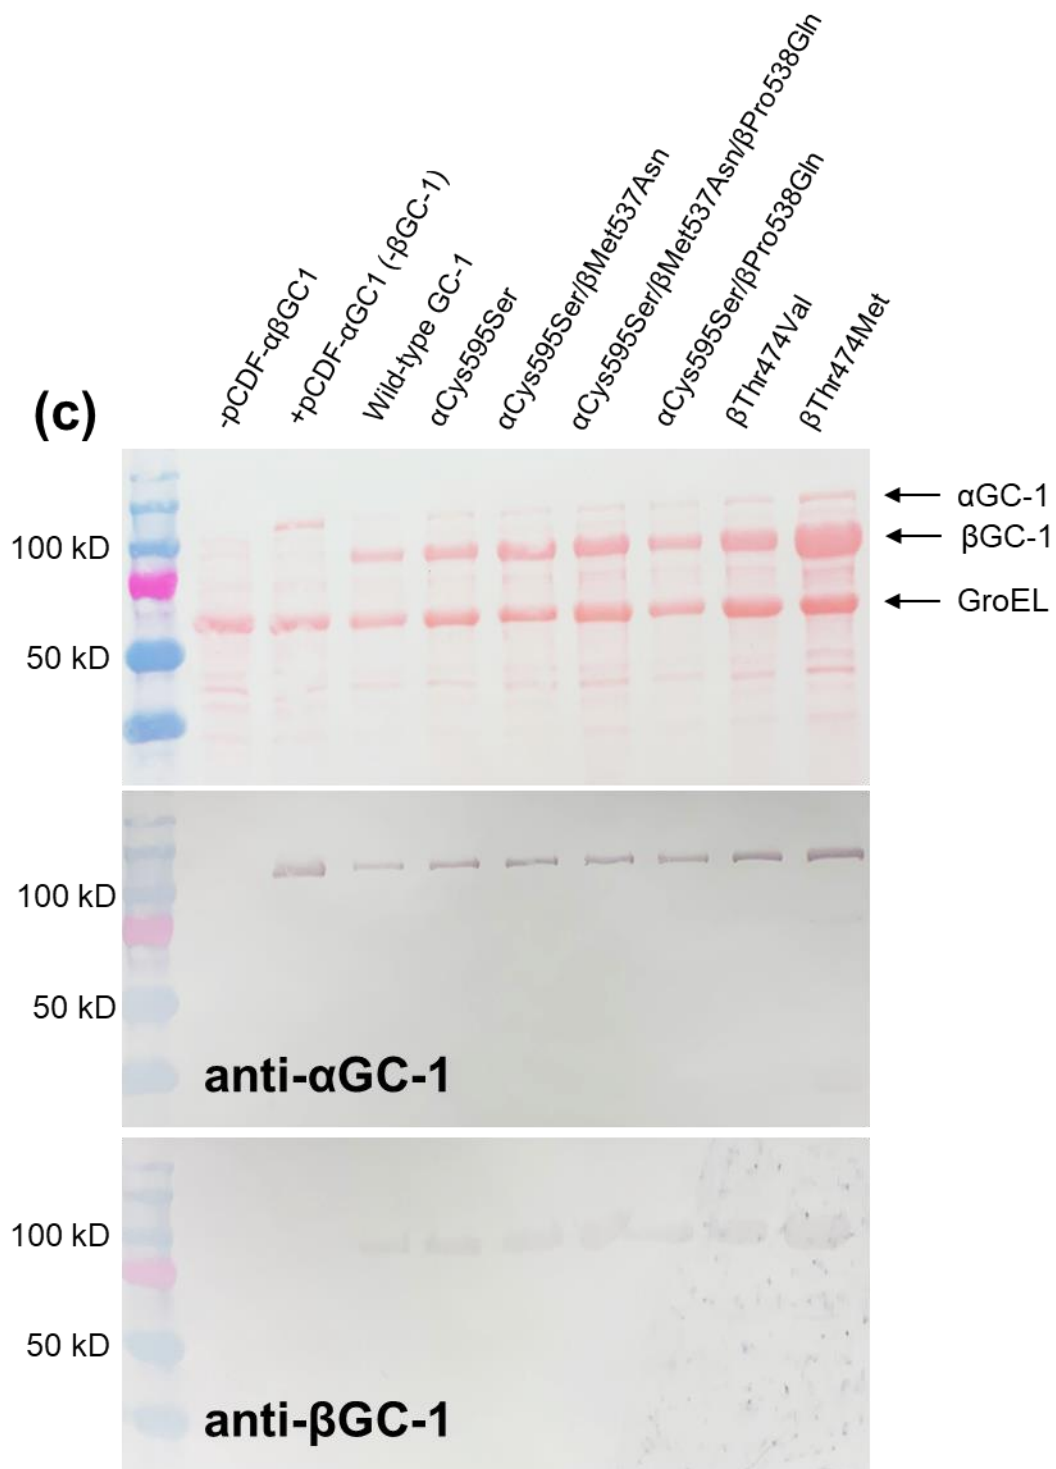 -pCDF-αβGC1
+pCDF-αGC1 (-βGC-1)
Wild-type GC-1
αCys595Ser
αCys595Ser/βMet537Asn
αCys595Ser/βMet537Asn/βPro538Gln
αCys595Ser/βPro538Gln
βThr474Val
βThr474Met
(c)
αGC-1
100 kD
βGC-1
GroEL
50 kD
100 kD
50 kD
anti-αGC-1
100 kD
50 kD
anti-βGC-1